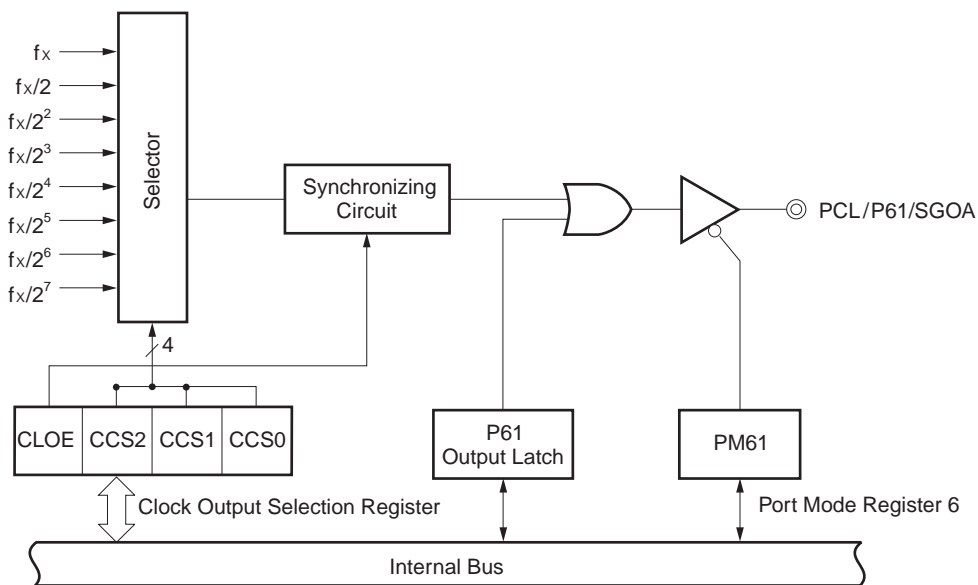 fX
fX/2
fX/2²
fX/2³
fX/2⁴
fX/2⁵
fX/2⁶
fX/2⁷
Selector
Synchronizing
Circuit
PCL/P61/SGOA
4
CLOE CCS2 CCS1 CCS0
P61
Output Latch
PM61
Clock Output Selection Register
Port Mode Register 6
Internal Bus